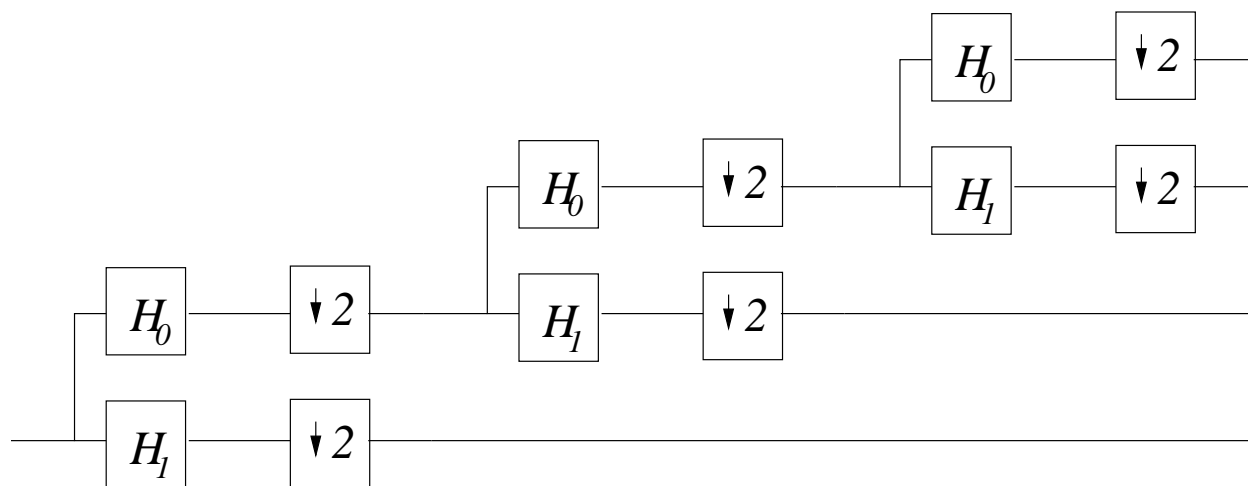 H₀ ↓2
H₀ ↓2 H₁ ↓2
H₀ ↓2 H₁ ↓2
H₁ ↓2